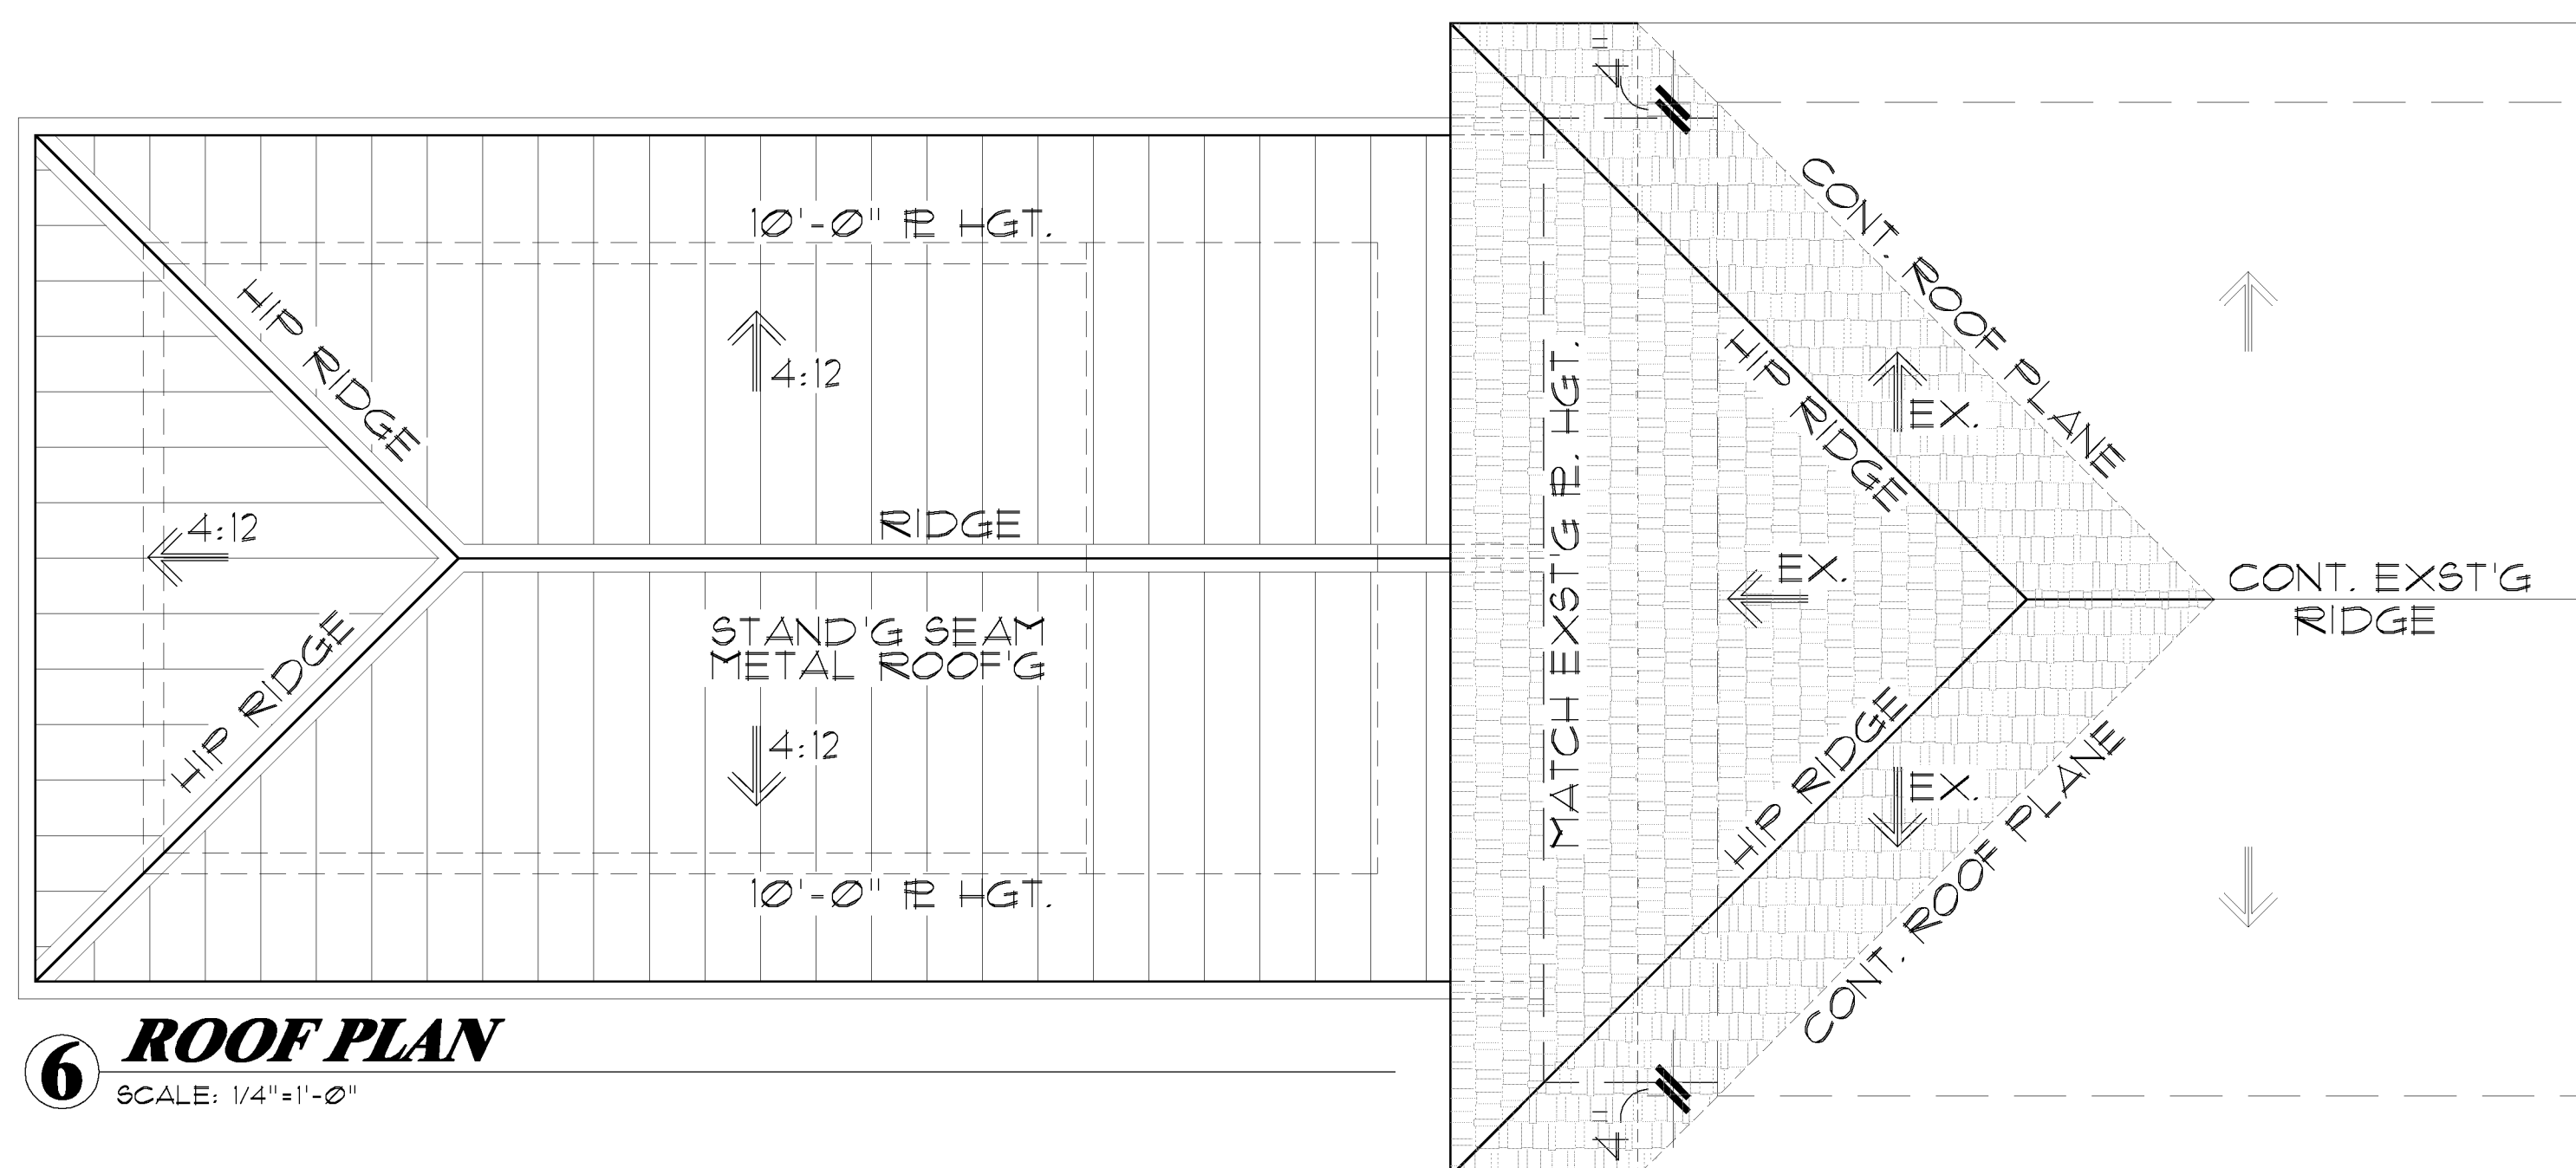 4"
10'-0" PL HGT.
CONT. ROOF PLANE
HIP RIDGE
4:12
HIP RIDGE
EX.
MATCH EXST'G PL. HGT.
4:12
RIDGE
EX.
CONT. EXST'G
RIDGE
STAND'G SEAM
METAL ROOF'G
HIP RIDGE
4:12
HIP RIDGE
EX.
CONT. ROOF PLANE
10'-0" PL HGT.
4"
6
ROOF PLAN
SCALE: 1/4"=1'-0"